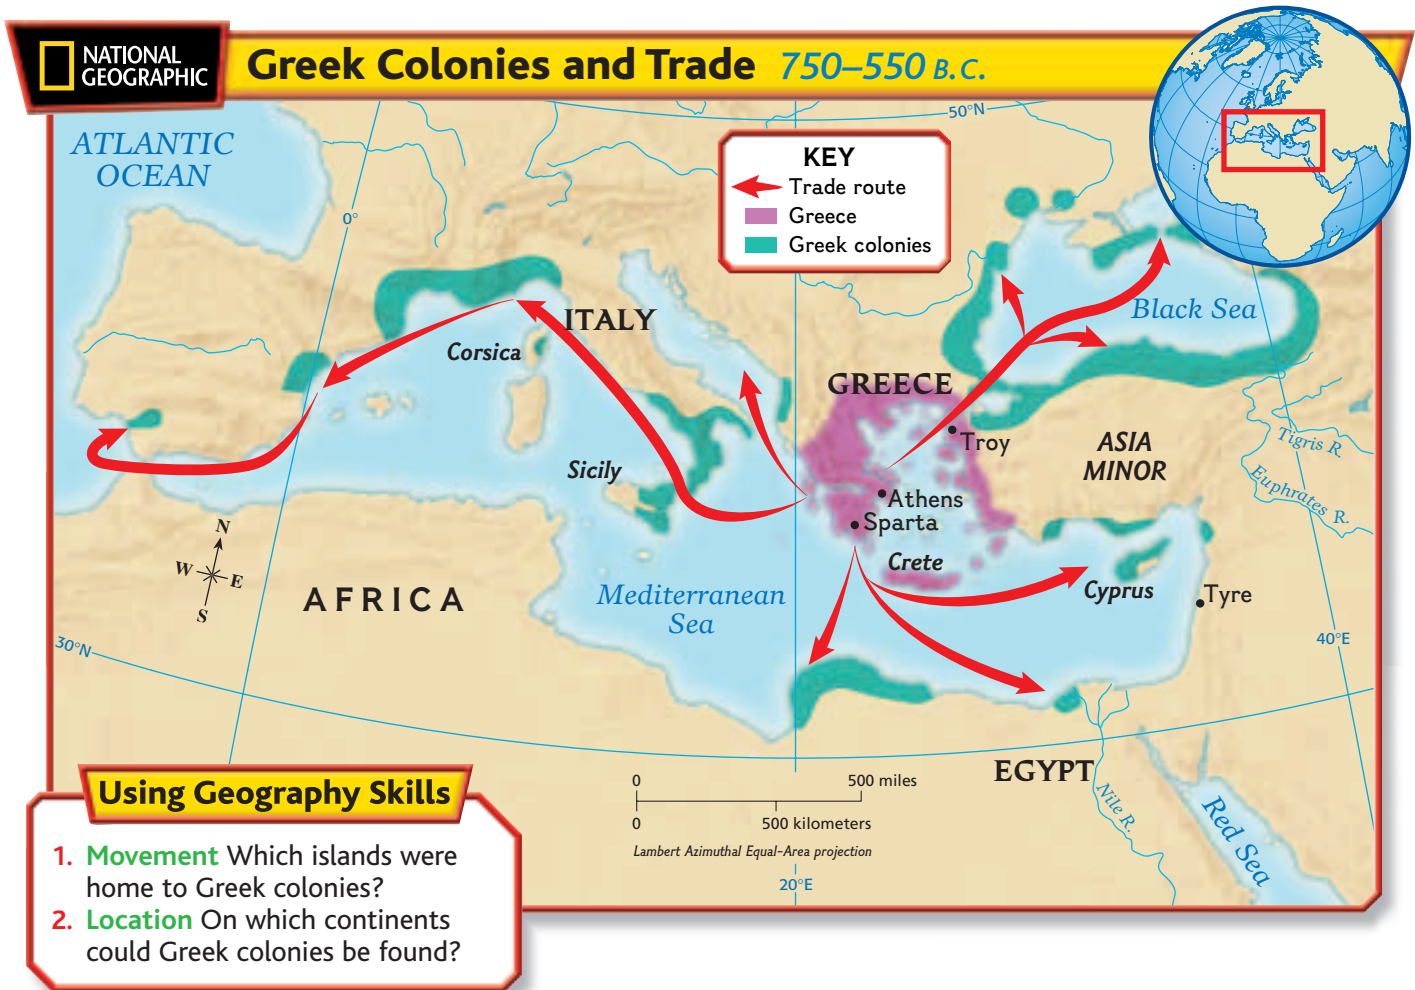 NATIONAL
GEOGRAPHIC
Greek Colonies and Trade 750–550 B.C.
ATLANTIC
OCEAN
50°N
0°
KEY
Trade route
Greece
Greek colonies
Black Sea
ITALY
Corsica
GREECE
Troy
ASIA
MINOR
Tigris R.
Euphrates R.
Sicily
Athens
Sparta
Crete
Cyprus
Tyre
N
W
E
S
AFRICA
Mediterranean
Sea
30°N
40°E
EGYPT
Nile R.
Red Sea
0
500 miles
0
500 kilometers
Lambert Azimuthal Equal-Area projection
20°E
Using Geography Skills
1. Movement Which islands were
home to Greek colonies?
2. Location On which continents
could Greek colonies be found?